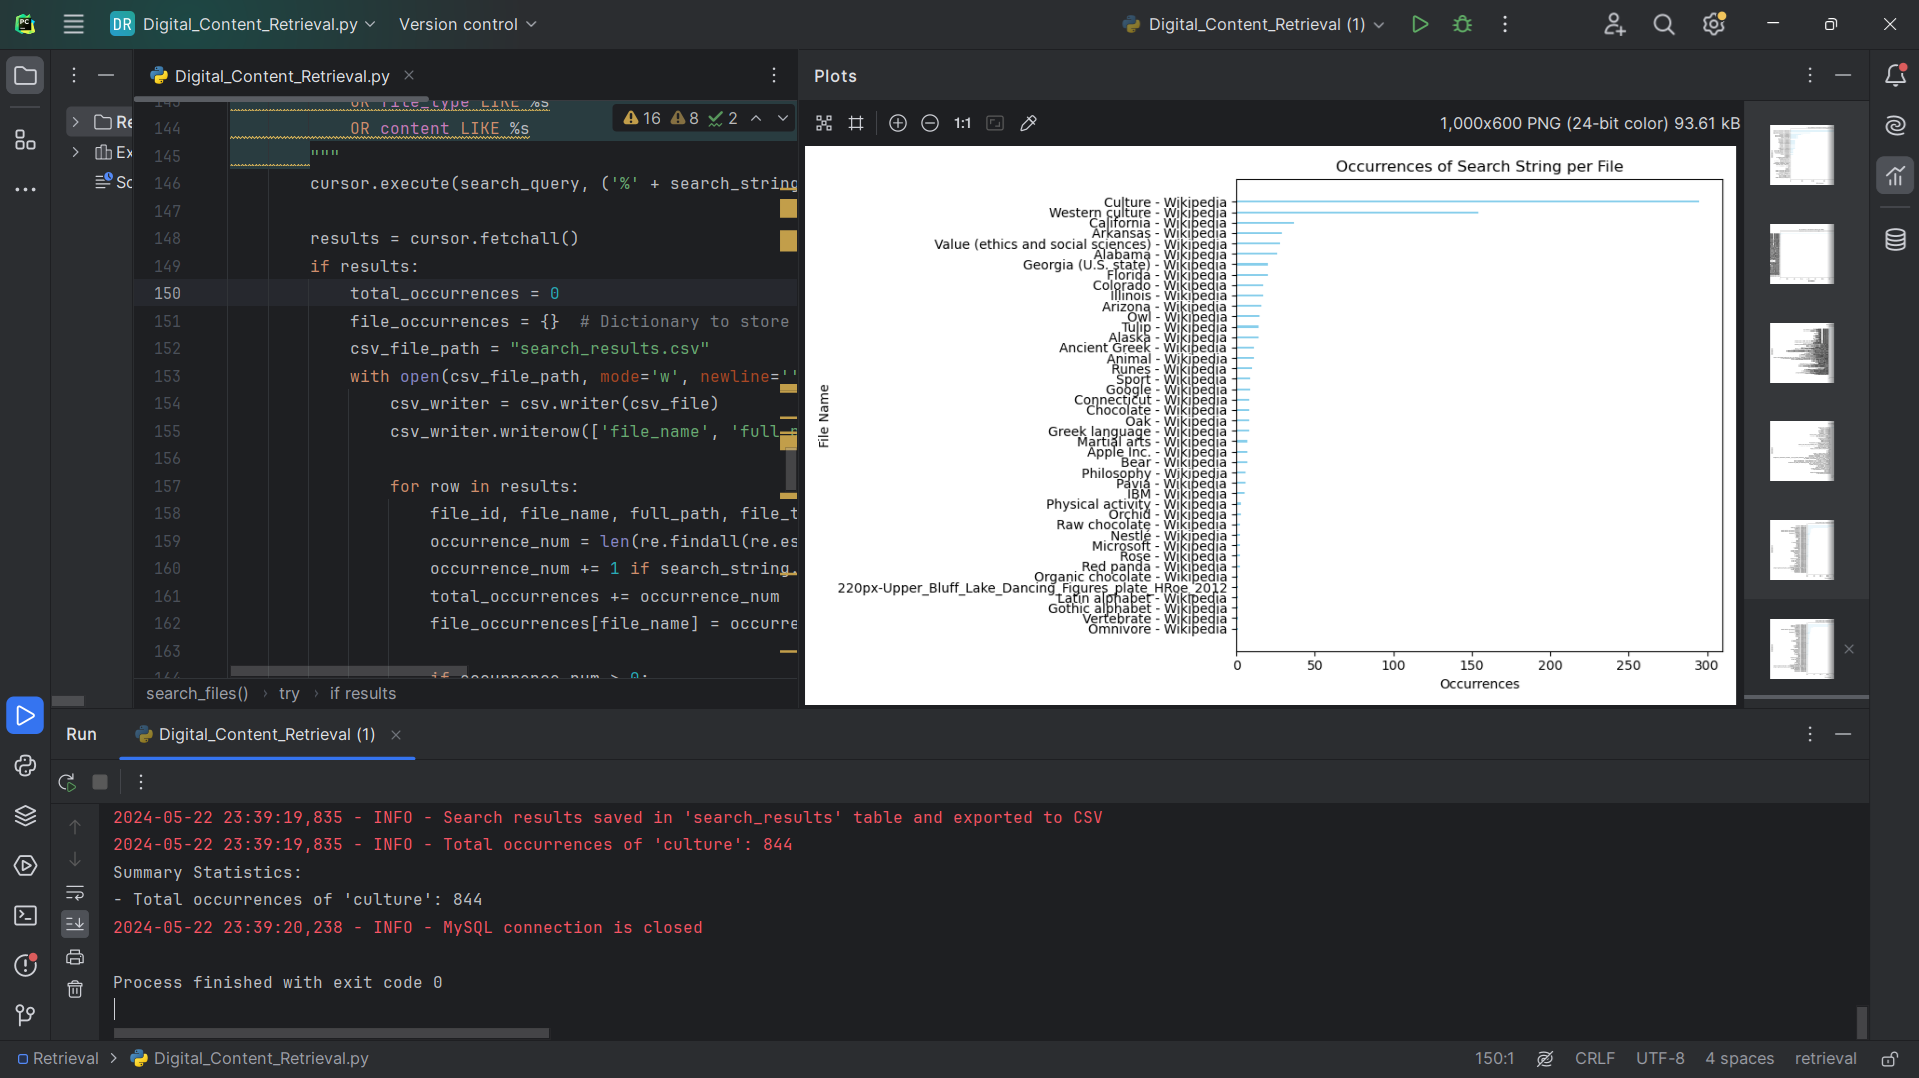 DR Digital_Content_Retrieval.py Version control Digital_Content_Retrieval (1)
Digital_Content_Retrieval.py
OR file_type LIKE %s
144 OR content LIKE %s
16 8 2
145 """
146 cursor.execute(search_query, ('%' + search_string
147
148 results = cursor.fetchall()
149 if results:
150 total_occurrences = 0
151 file_occurrences = {} # Dictionary to store
152 csv_file_path = "search_results.csv"
153 with open(csv_file_path, mode='w', newline=''
154 csv_writer = csv.writer(csv_file)
155 csv_writer.writerow(['file_name', 'full_
156
157 for row in results:
158 file_id, file_name, full_path, file_t
159 occurrence_num = len(re.findall(re.es
160 occurrence_num += 1 if search_string.
161 total_occurrences += occurrence_num
162 file_occurrences[file_name] = occurre
163
164 if occurrence_num > 0:
search_files() › try › if results
Re
Ex
Sc
Plots
1:1
1,000x600 PNG (24-bit color) 93.61 kB
Occurrences of Search String per File
File Name
Culture - Wikipedia
Western culture - Wikipedia
California - Wikipedia
Arkansas - Wikipedia
Value (ethics and social sciences) - Wikipedia
Alabama - Wikipedia
Georgia (U.S. state) - Wikipedia
Florida - Wikipedia
Colorado - Wikipedia
Illinois - Wikipedia
Arizona - Wikipedia
Owl - Wikipedia
Tulip - Wikipedia
Alaska - Wikipedia
Ancient Greek - Wikipedia
Animal - Wikipedia
Runes - Wikipedia
Sport - Wikipedia
Google - Wikipedia
Connecticut - Wikipedia
Chocolate - Wikipedia
Oak - Wikipedia
Greek language - Wikipedia
Martial arts - Wikipedia
Apple Inc. - Wikipedia
Bear - Wikipedia
Philosophy - Wikipedia
Pavia - Wikipedia
IBM - Wikipedia
Physical activity - Wikipedia
Orchid - Wikipedia
Raw chocolate - Wikipedia
Nestlé - Wikipedia
Microsoft - Wikipedia
Rose - Wikipedia
Red panda - Wikipedia
Organic chocolate - Wikipedia
220px-Upper_Bluff_Lake_Dancing_Figures_plate_HRoe_2012
Latin alphabet - Wikipedia
Gothic alphabet - Wikipedia
Vertebrate - Wikipedia
Omnivore - Wikipedia
0 50 100 150 200 250 300
Occurrences
Run Digital_Content_Retrieval (1)
2024-05-22 23:39:19,835 - INFO - Search results saved in 'search_results' table and exported to CSV
2024-05-22 23:39:19,835 - INFO - Total occurrences of 'culture': 844
Summary Statistics:
- Total occurrences of 'culture': 844
2024-05-22 23:39:20,238 - INFO - MySQL connection is closed
Process finished with exit code 0
Retrieval > Digital_Content_Retrieval.py 150:1 CRLF UTF-8 4 spaces retrieval